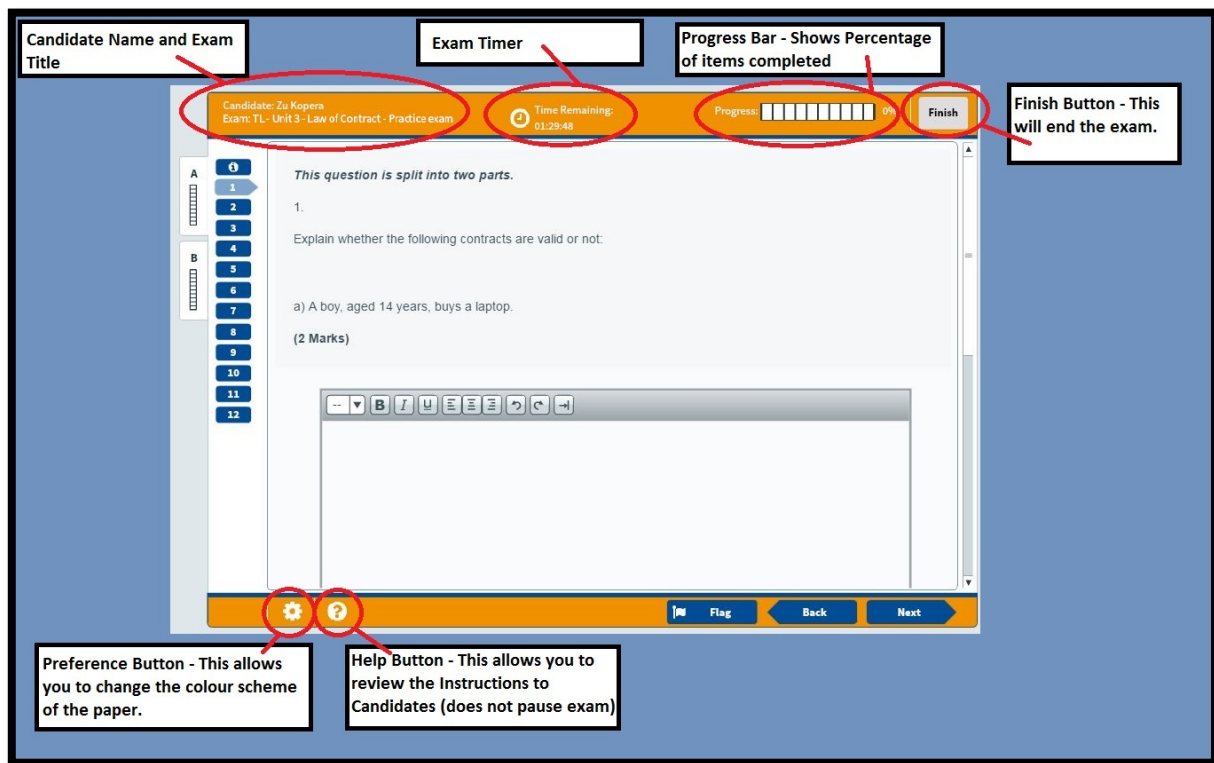 Candidate Name and Exam
Title
Exam Timer
Progress Bar - Shows Percentage
of items completed
Finish Button - This
will end the exam.
Candidate: Zu Kopera
Exam: TL - Unit 3 - Law of Contract - Practice exam
Time Remaining:
01:29:48
Progress:
0%
Finish
A
B
1
2
3
4
5
6
7
8
9
10
11
12
This question is split into two parts.
1.
Explain whether the following contracts are valid or not:
a) A boy, aged 14 years, buys a laptop.
(2 Marks)
-- B I U
Flag
Back
Next
Preference Button - This allows
you to change the colour scheme
of the paper.
Help Button - This allows you to
review the Instructions to
Candidates (does not pause exam)